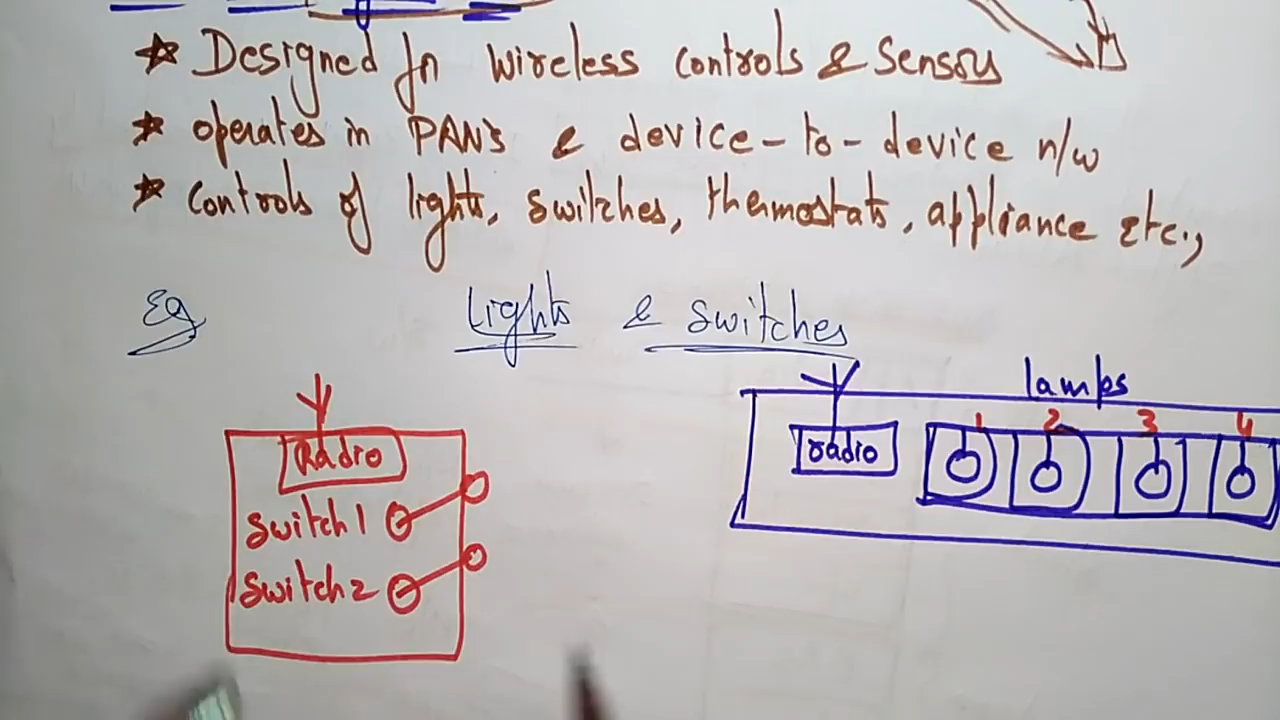 ★ Designed for wireless controls & Sensors
★ operates in PAN's & device-to-device n/w
★ controls of lights, switches, thermostats, appliance etc.,
Eg Lights & switches
lamps
Radio
radio 1 2 3 4
Switch1
Switch2